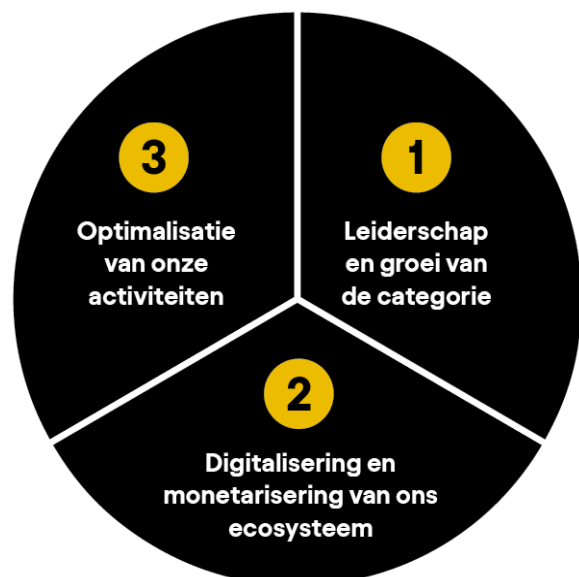 1
Leiderschap
en groei van
de categorie
2
Digitalisering en
monetarisering van ons
ecosysteem
3
Optimalisatie
van onze
activiteiten